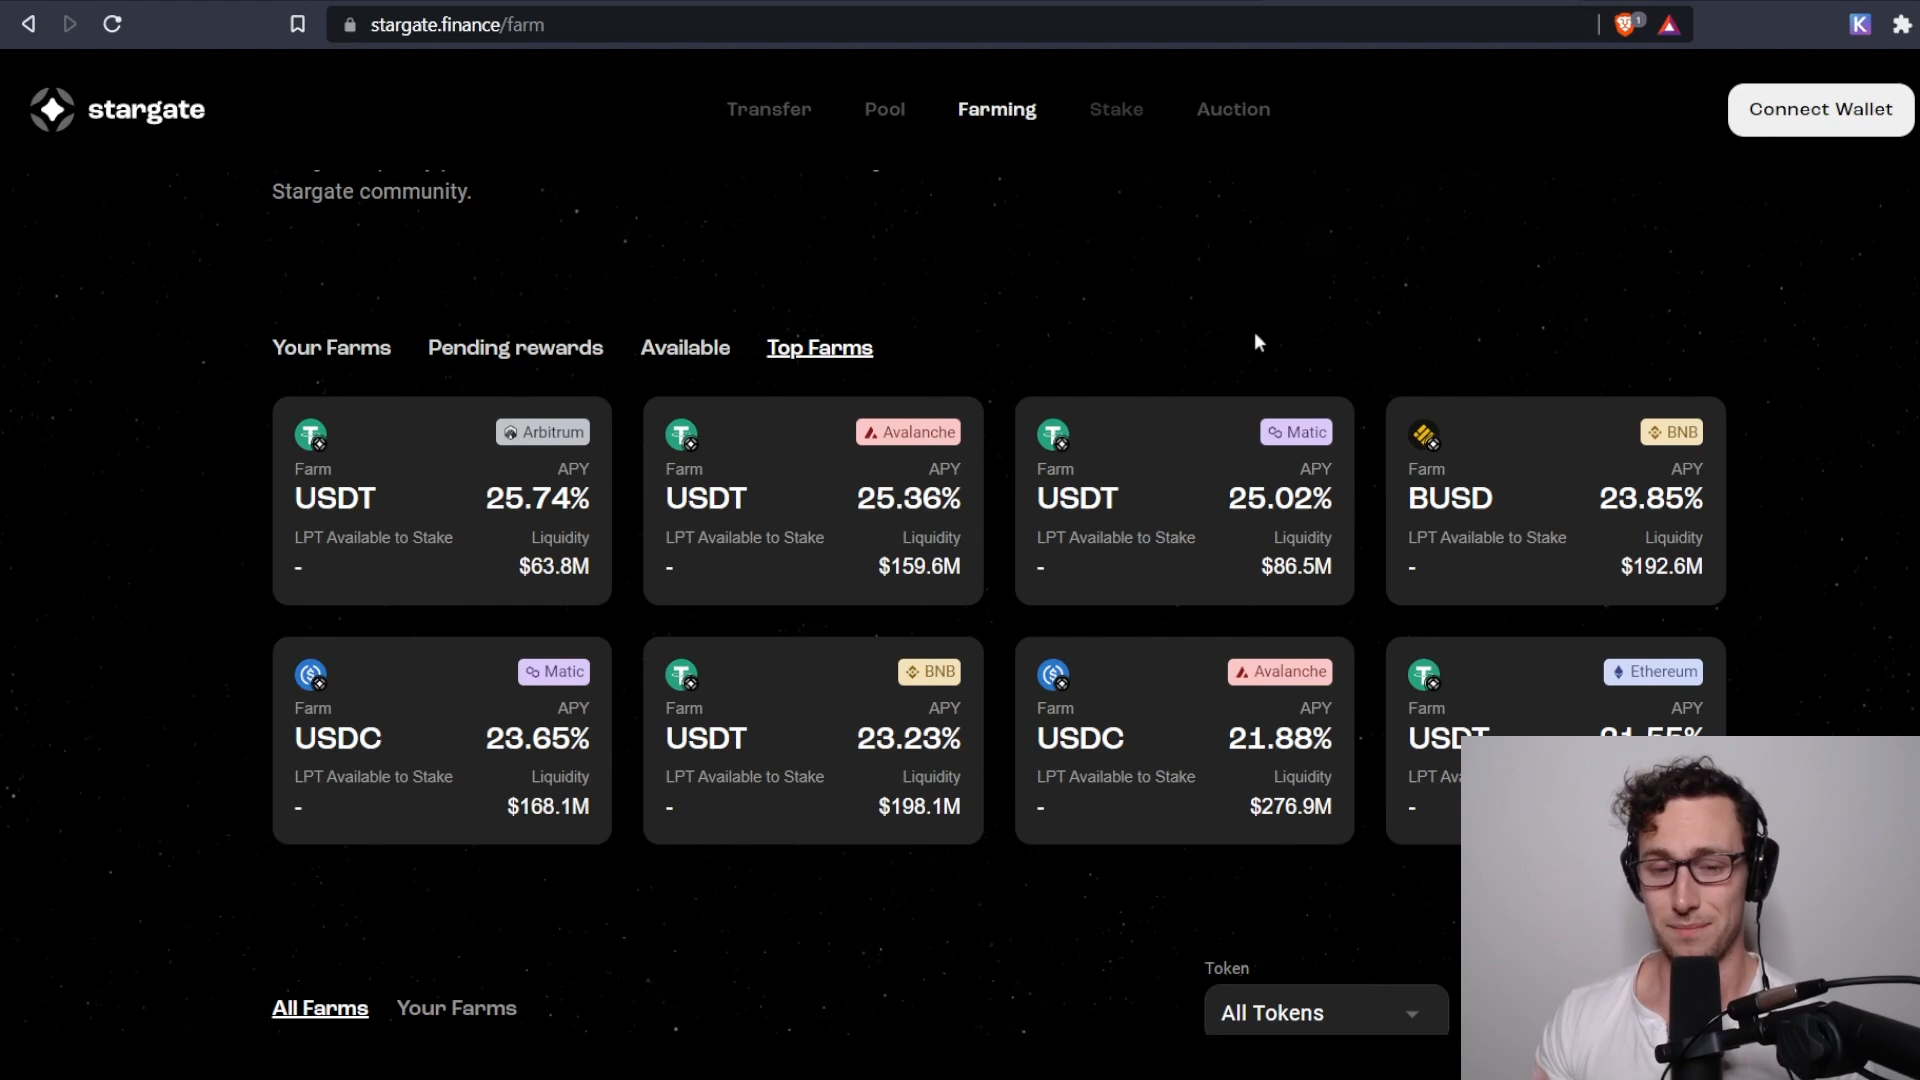 stargate.finance/farm
1
K
stargate
Transfer
Pool
Farming
Stake
Auction
Connect Wallet
Stargate community.
Your Farms
Pending rewards
Available
Top Farms
Arbitrum
Farm
APY
USDT
25.74%
LPT Available to Stake
Liquidity
-
$63.8M
Avalanche
Farm
APY
USDT
25.36%
LPT Available to Stake
Liquidity
-
$159.6M
Matic
Farm
APY
USDT
25.02%
LPT Available to Stake
Liquidity
-
$86.5M
BNB
Farm
APY
BUSD
23.85%
LPT Available to Stake
Liquidity
-
$192.6M
Matic
Farm
APY
USDC
23.65%
LPT Available to Stake
Liquidity
-
$168.1M
BNB
Farm
APY
USDT
23.23%
LPT Available to Stake
Liquidity
-
$198.1M
Avalanche
Farm
APY
USDC
21.88%
LPT Available to Stake
Liquidity
-
$276.9M
Ethereum
Farm
APY
USDT
21.55%
LPT Av
-
All Farms
Your Farms
Token
All Tokens